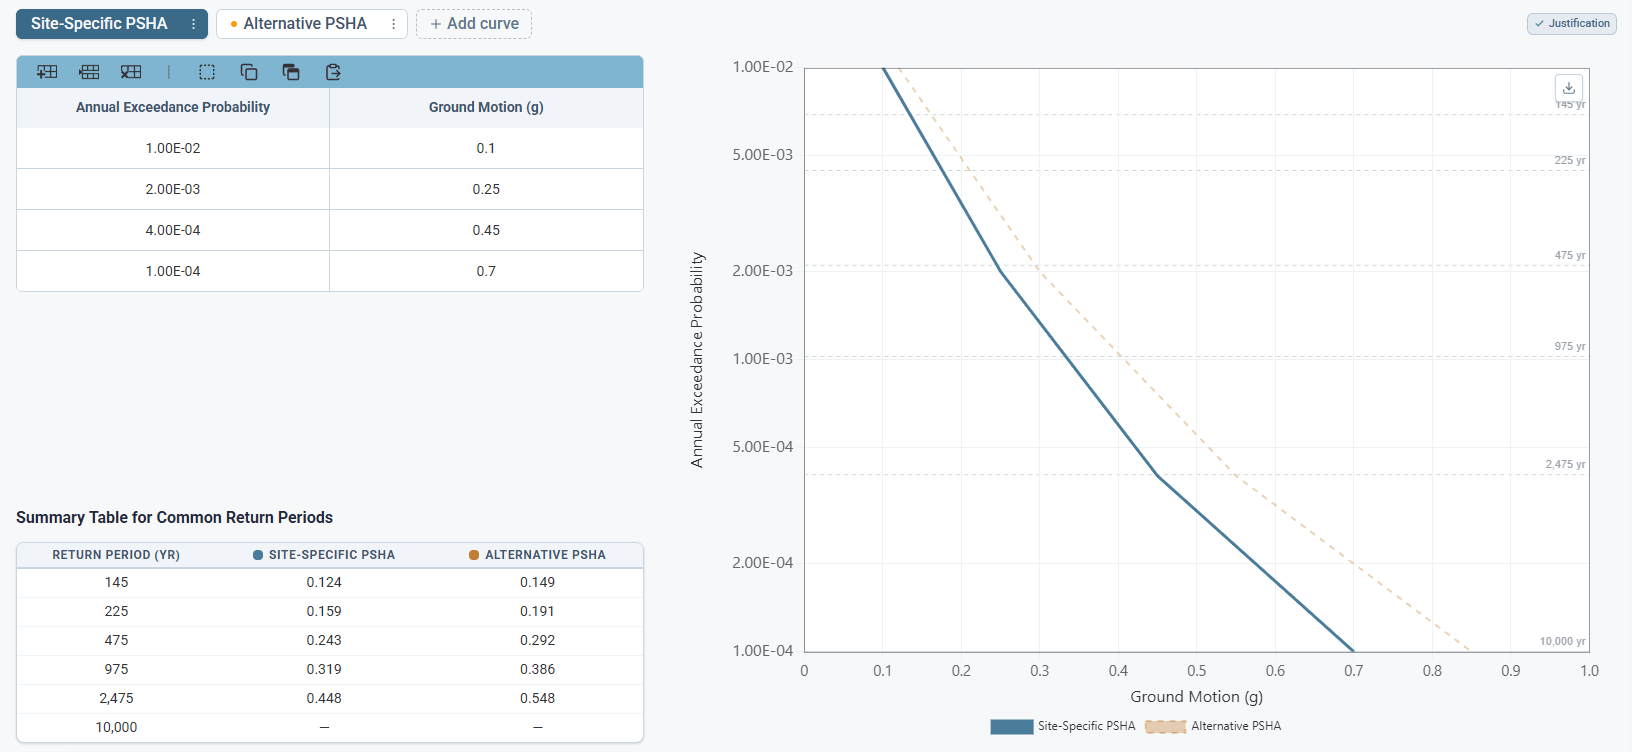 Site-Specific PSHA
Alternative PSHA
+ Add curve
Justification
Annual Exceedance Probability Ground Motion (g)
1.00E-02 0.1
2.00E-03 0.25
4.00E-04 0.45
1.00E-04 0.7
Summary Table for Common Return Periods
RETURN PERIOD (YR) SITE-SPECIFIC PSHA ALTERNATIVE PSHA
145 0.124 0.149
225 0.159 0.191
475 0.243 0.292
975 0.319 0.386
2,475 0.448 0.548
10,000 — —
Annual Exceedance Probability
1.00E-02
5.00E-03
2.00E-03
1.00E-03
5.00E-04
2.00E-04
1.00E-04
145 yr
225 yr
475 yr
975 yr
2,475 yr
10,000 yr
0 0.1 0.2 0.3 0.4 0.5 0.6 0.7 0.8 0.9 1.0
Ground Motion (g)
Site-Specific PSHA Alternative PSHA